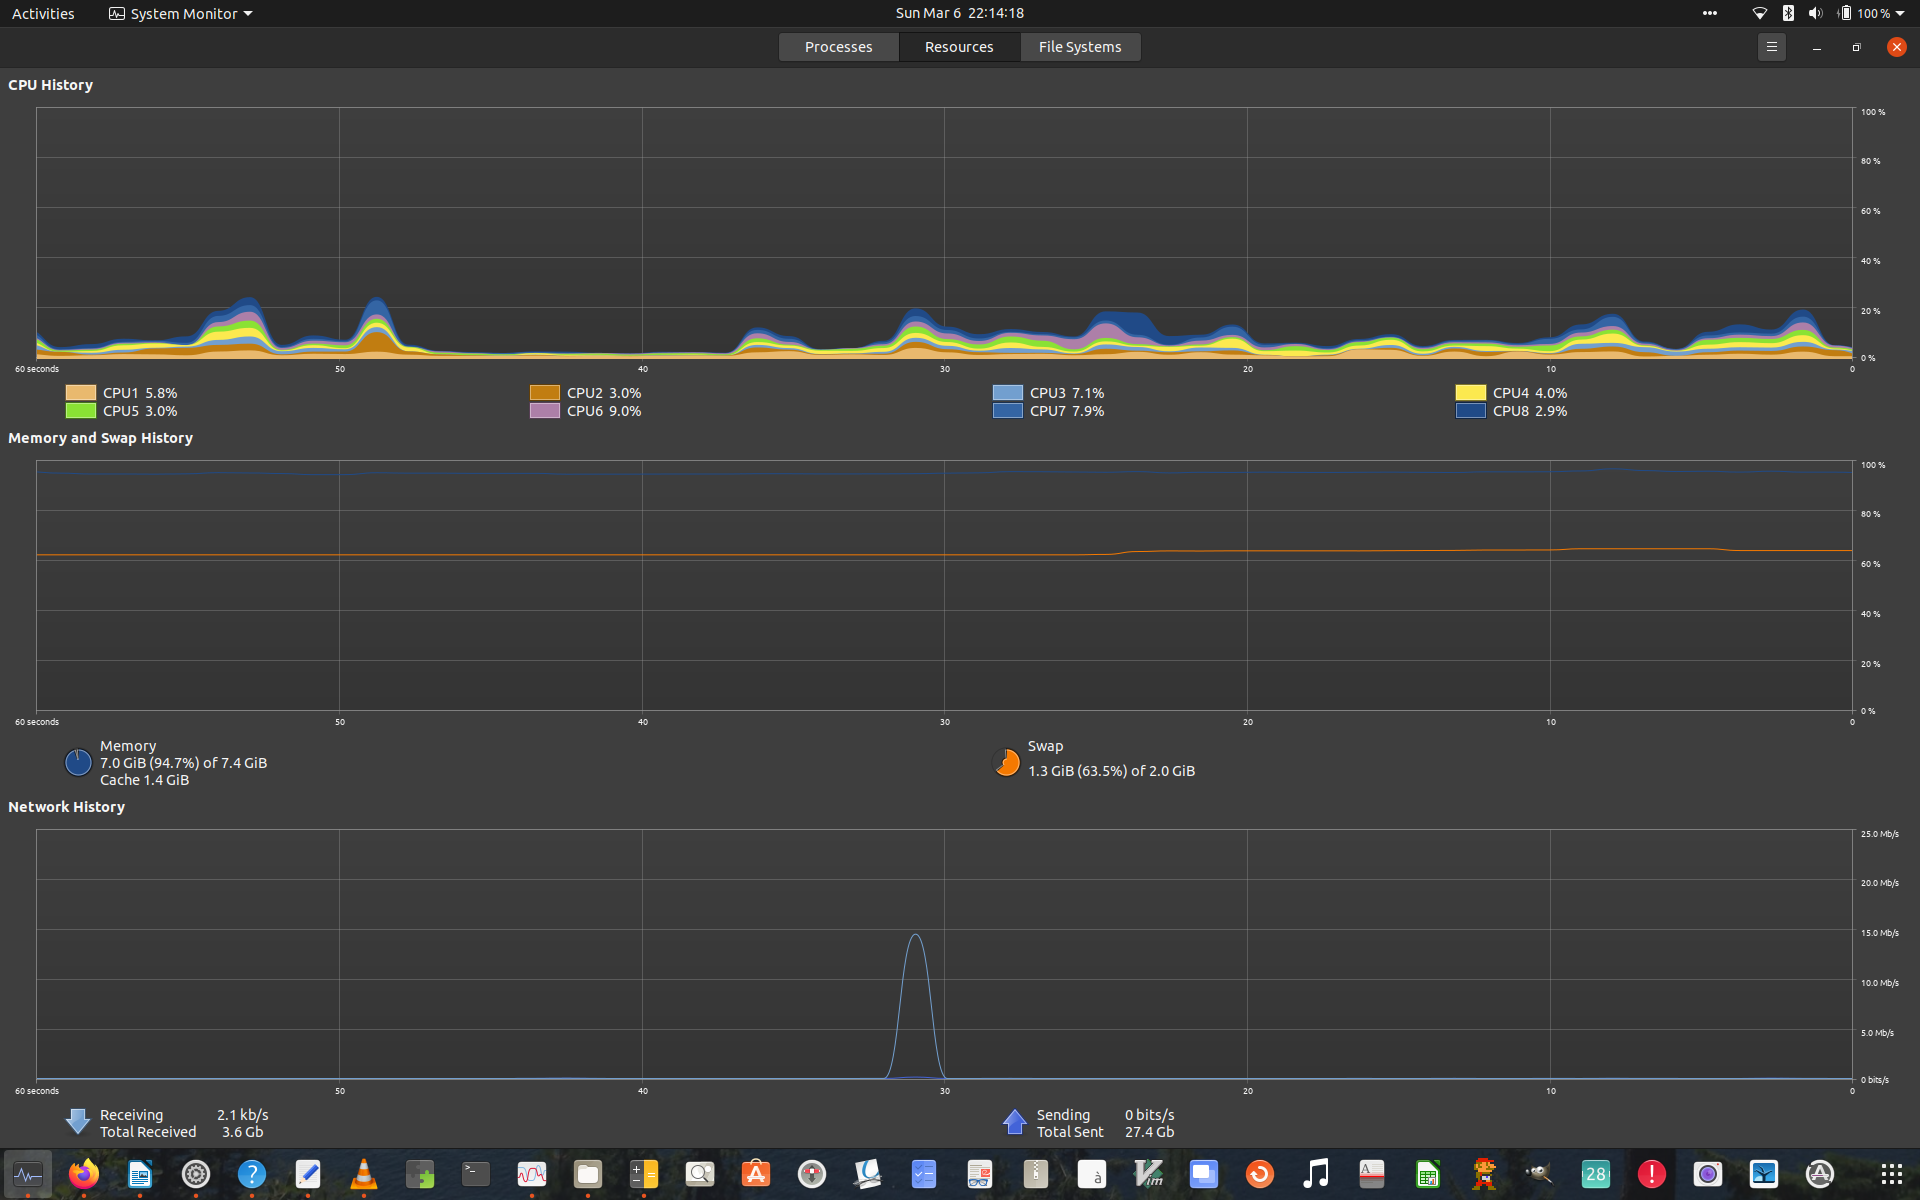 Activities
System Monitor
Sun Mar 6 22:14:18
100 %
Processes
Resources
File Systems
CPU History
100 %
80 %
60 %
40 %
20 %
0 %
60 seconds
50
40
30
20
10
0
CPU1 5.8%
CPU2 3.0%
CPU3 7.1%
CPU4 4.0%
CPU5 3.0%
CPU6 9.0%
CPU7 7.9%
CPU8 2.9%
Memory and Swap History
100 %
80 %
60 %
40 %
20 %
0 %
60 seconds
50
40
30
20
10
0
Memory
7.0 GiB (94.7%) of 7.4 GiB
Cache 1.4 GiB
Swap
1.3 GiB (63.5%) of 2.0 GiB
Network History
25.0 Mb/s
20.0 Mb/s
15.0 Mb/s
10.0 Mb/s
5.0 Mb/s
0 bits/s
60 seconds
50
40
30
20
10
0
Receiving 2.1 kb/s
Total Received 3.6 Gb
Sending 0 bits/s
Total Sent 27.4 Gb
?
>_
à
Vim
A
28
!
A